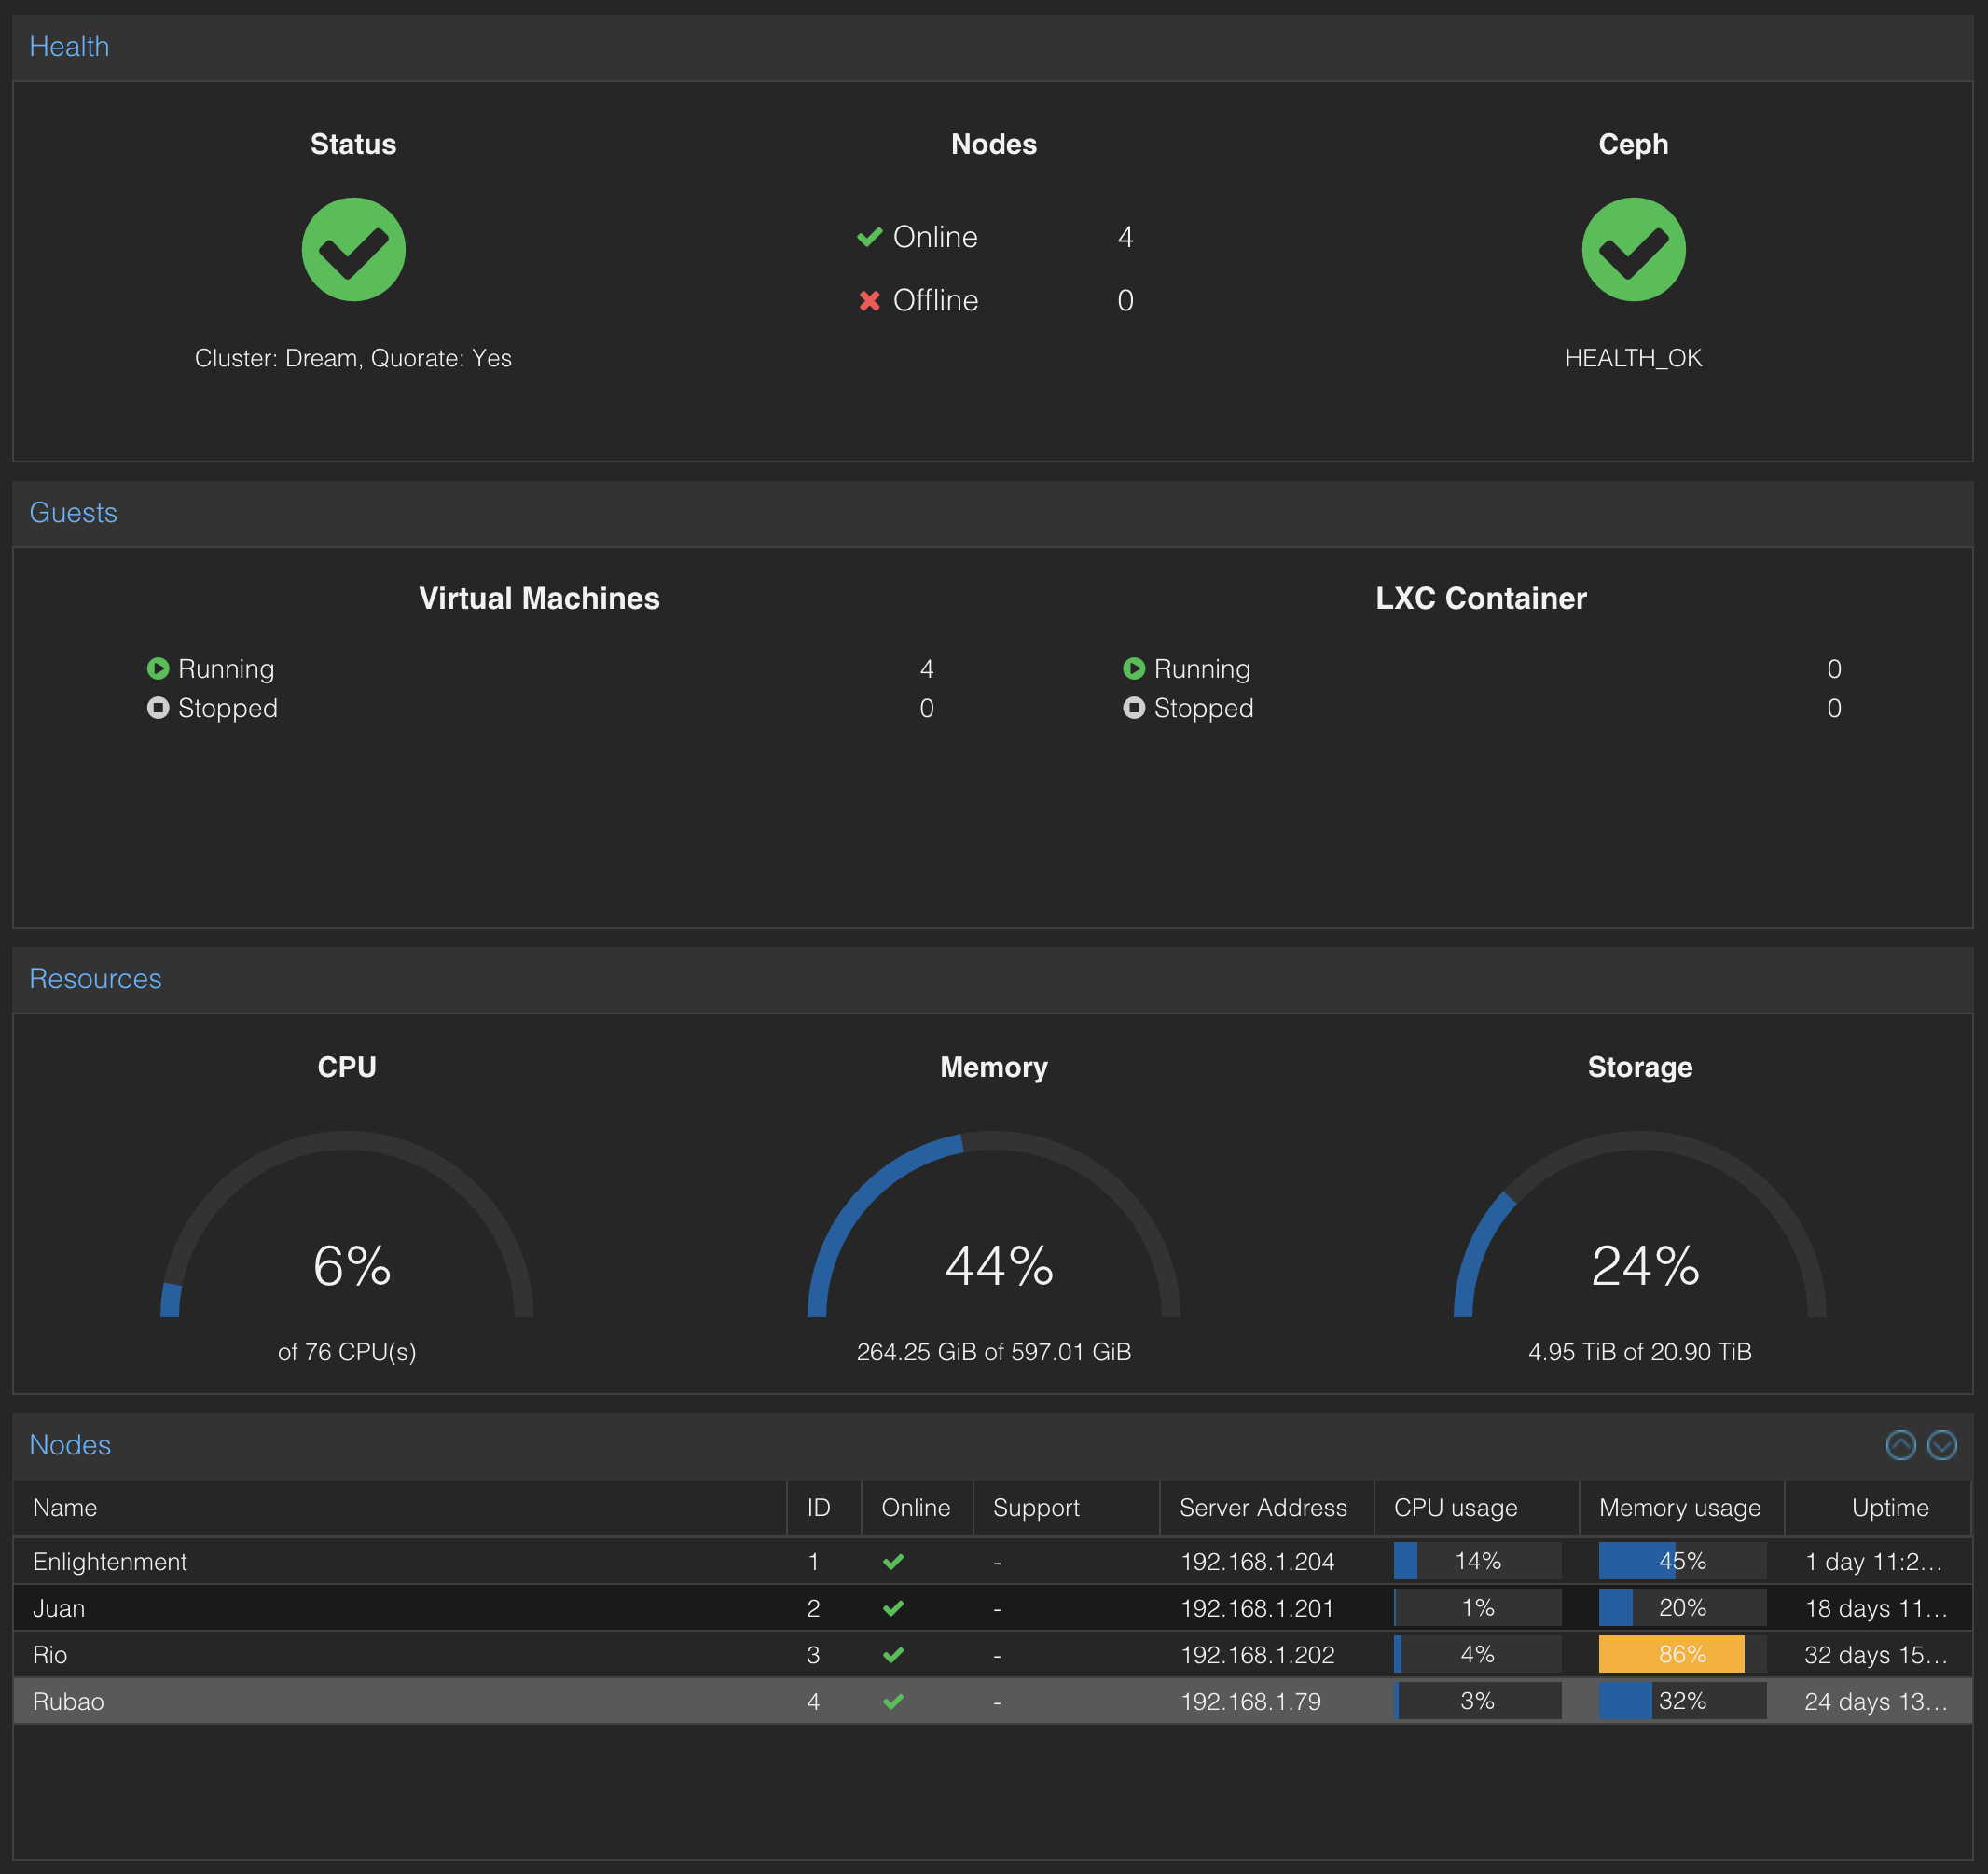 Health
Status Nodes Ceph
Online 4
Offline 0
Cluster: Dream, Quorate: Yes HEALTH_OK
Guests
Virtual Machines LXC Container
Running 4 Running 0
Stopped 0 Stopped 0
Resources
CPU Memory Storage
6% 44% 24%
of 76 CPU(s) 264.25 GiB of 597.01 GiB 4.95 TiB of 20.90 TiB
Nodes
Name ID Online Support Server Address CPU usage Memory usage Uptime
Enlightenment 1 - 192.168.1.204 14% 45% 1 day 11:2...
Juan 2 - 192.168.1.201 1% 20% 18 days 11...
Rio 3 - 192.168.1.202 4% 86% 32 days 15...
Rubao 4 - 192.168.1.79 3% 32% 24 days 13...